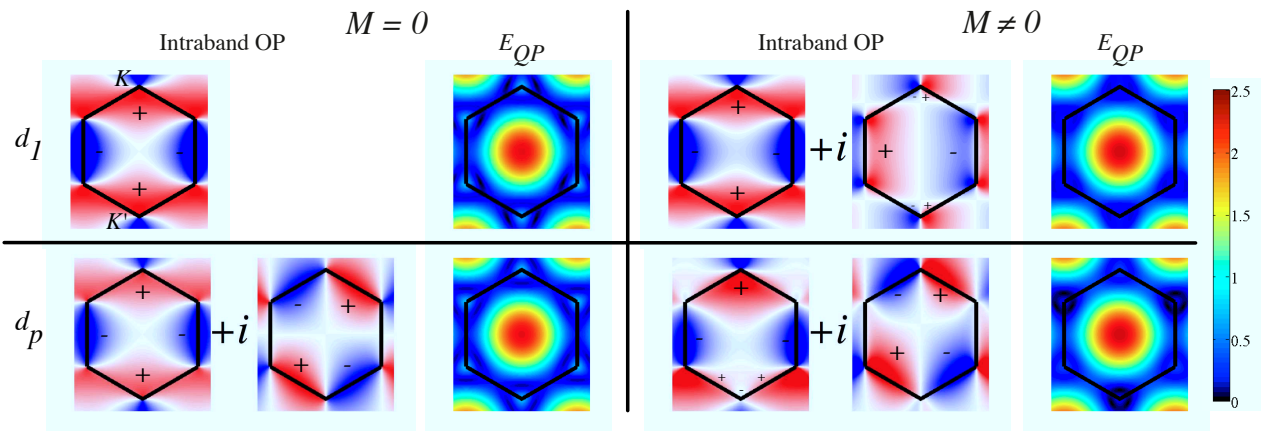 M = 0
M ≠ 0
Intraband OP
E_QP
Intraband OP
E_QP
d_1
K
+
-
-
+
K'
+
-
-
+
+i
- +
+
-
- +
2.5
2
1.5
1
0.5
0
d_p
+
-
-
+
+i
-
+
+
-
+
-
-
+ +
-
+i
-
+
+
-